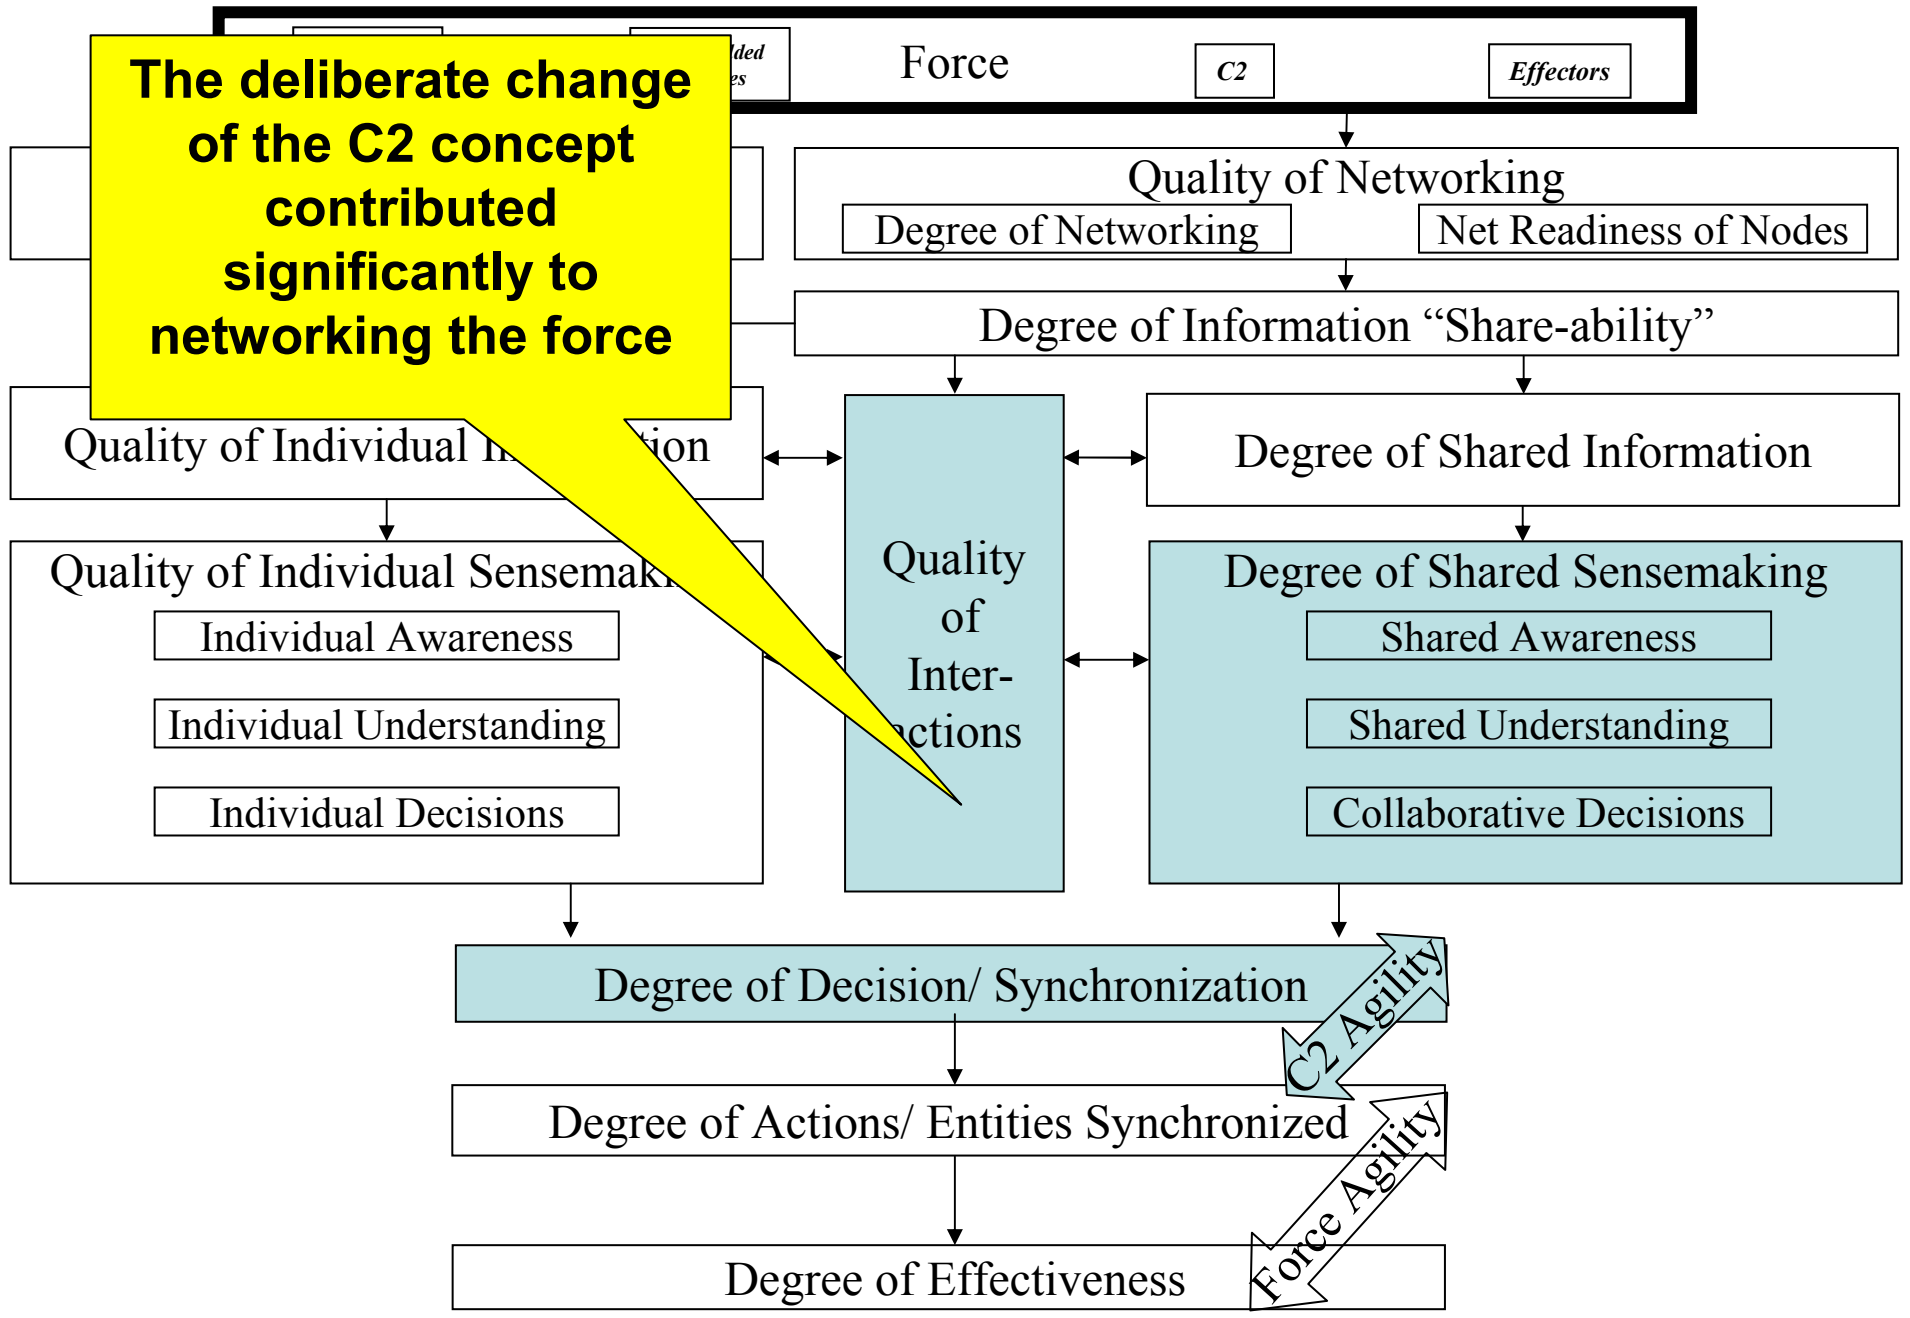 Force
C2
Effectors
The deliberate change
of the C2 concept
contributed
significantly to
networking the force
Quality of Networking
Degree of Networking
Net Readiness of Nodes
Degree of Information “Share-ability”
Quality of Individual
Degree of Shared Information
Quality of Individual
Individual Awareness
Individual Understanding
Individual Decisions
Quality
of
Inter-
actions
Degree of Shared Sensemaking
Shared Awareness
Shared Understanding
Collaborative Decisions
Degree of Decision/ Synchronization
C2 Agility
Degree of Actions/ Entities Synchronized
Force Agility
Degree of Effectiveness